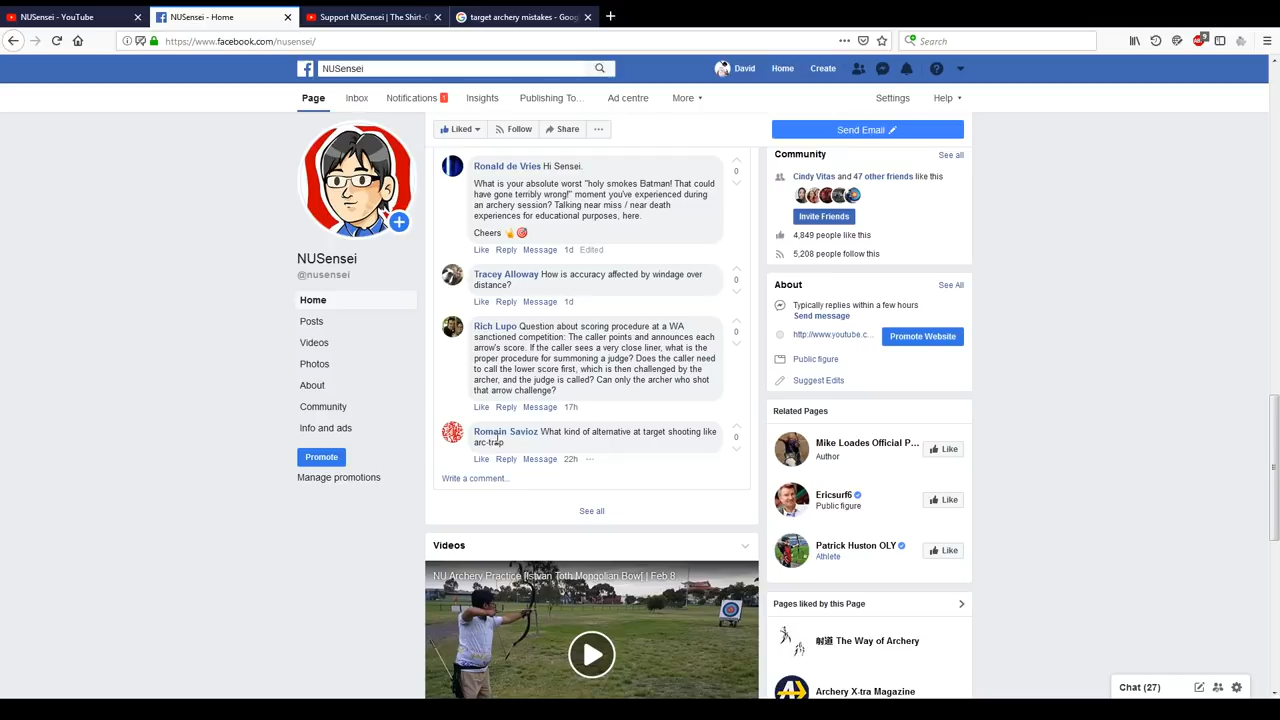 NUSensei - YouTube
NUSensei - Home
Support NUSensei | The Shirt-C
target archery mistakes - Goog
https://www.facebook.com/nusensei/
Search
9
NUSensei
David
Home
Create
Page
Inbox
Notifications 1
Insights
Publishing To...
Ad centre
More
Settings
Help
Liked
Follow
Share
Send Email
NUSensei
@nusensei
Home
Posts
Videos
Photos
About
Community
Info and ads
Promote
Manage promotions
Ronald de Vries Hi Sensei.
What is your absolute worst "holy smokes Batman! That could
have gone terribly wrong!" moment you've experienced during
an archery session? Talking near miss / near death
experiences for educational purposes, here.
Cheers
0
Like Reply Message 1d Edited
Tracey Alloway How is accuracy affected by windage over
distance?
0
Like Reply Message 1d
Rich Lupo Question about scoring procedure at a WA
sanctioned competition: The caller points and announces each
arrow's score. If the caller sees a very close liner, what is the
proper procedure for summoning a judge? Does the caller need
to call the lower score first, which is then challenged by the
archer, and the judge is called? Can only the archer who shot
that arrow challenge?
0
Like Reply Message 17h
Romain Savioz What kind of alternative at target shooting like
arc-trap
0
Like Reply Message 22h
Write a comment...
See all
Videos
NU Archery Practice [Istvan Toth Mongolian Bow] | Feb 8
Community
See all
Cindy Vitas and 47 other friends like this
Invite Friends
4,849 people like this
5,208 people follow this
About
See All
Typically replies within a few hours
Send message
http://www.youtube.c...
Promote Website
Public figure
Suggest Edits
Related Pages
Mike Loades Official P...
Author
Like
Ericsurf6
Public figure
Like
Patrick Huston OLY
Athlete
Like
Pages liked by this Page
射道 The Way of Archery
Archery X-tra Magazine
Chat (27)